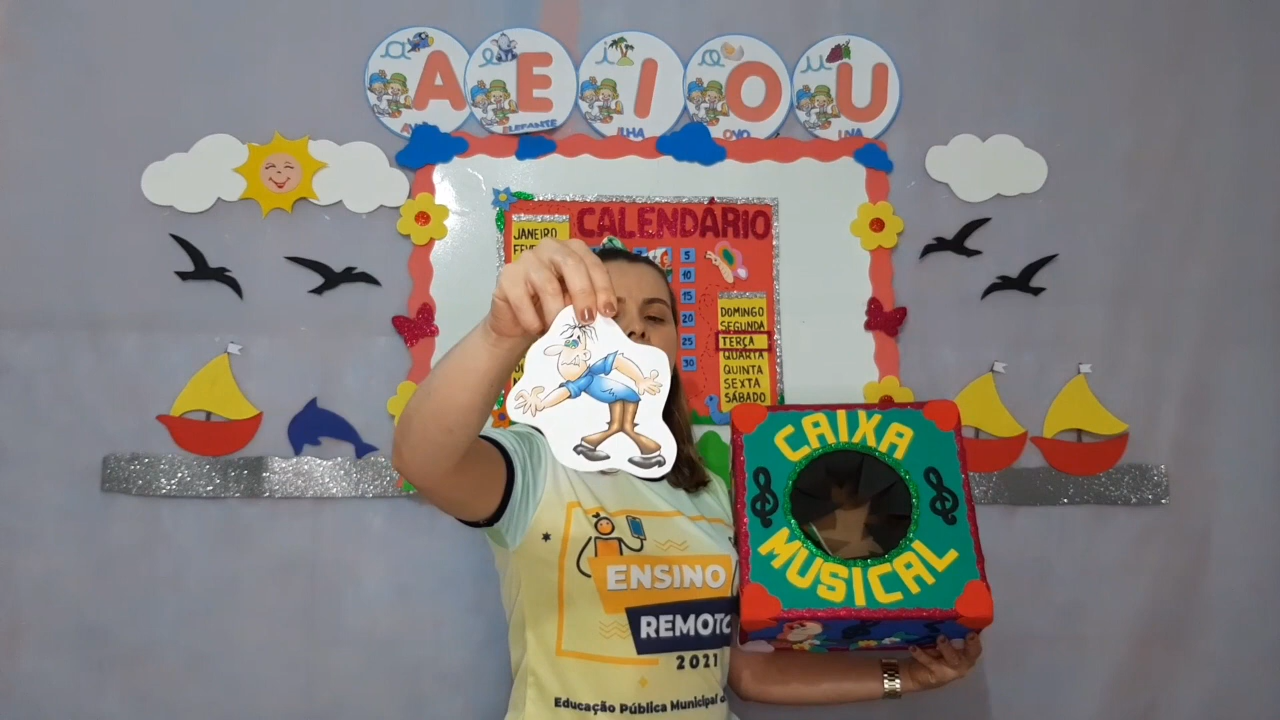 a A
AVIÃO
e E
ELEFANTE
i I
ILHA
o O
OVO
u U
UVA
CALENDÁRIO
JANEIRO
5
10
15
20
25
30
DOMINGO
SEGUNDA
TERÇA
QUARTA
QUINTA
SEXTA
SÁBADO
CAIXA
MUSICAL
ENSINO
REMOTO
2021
Educação Pública Municipal